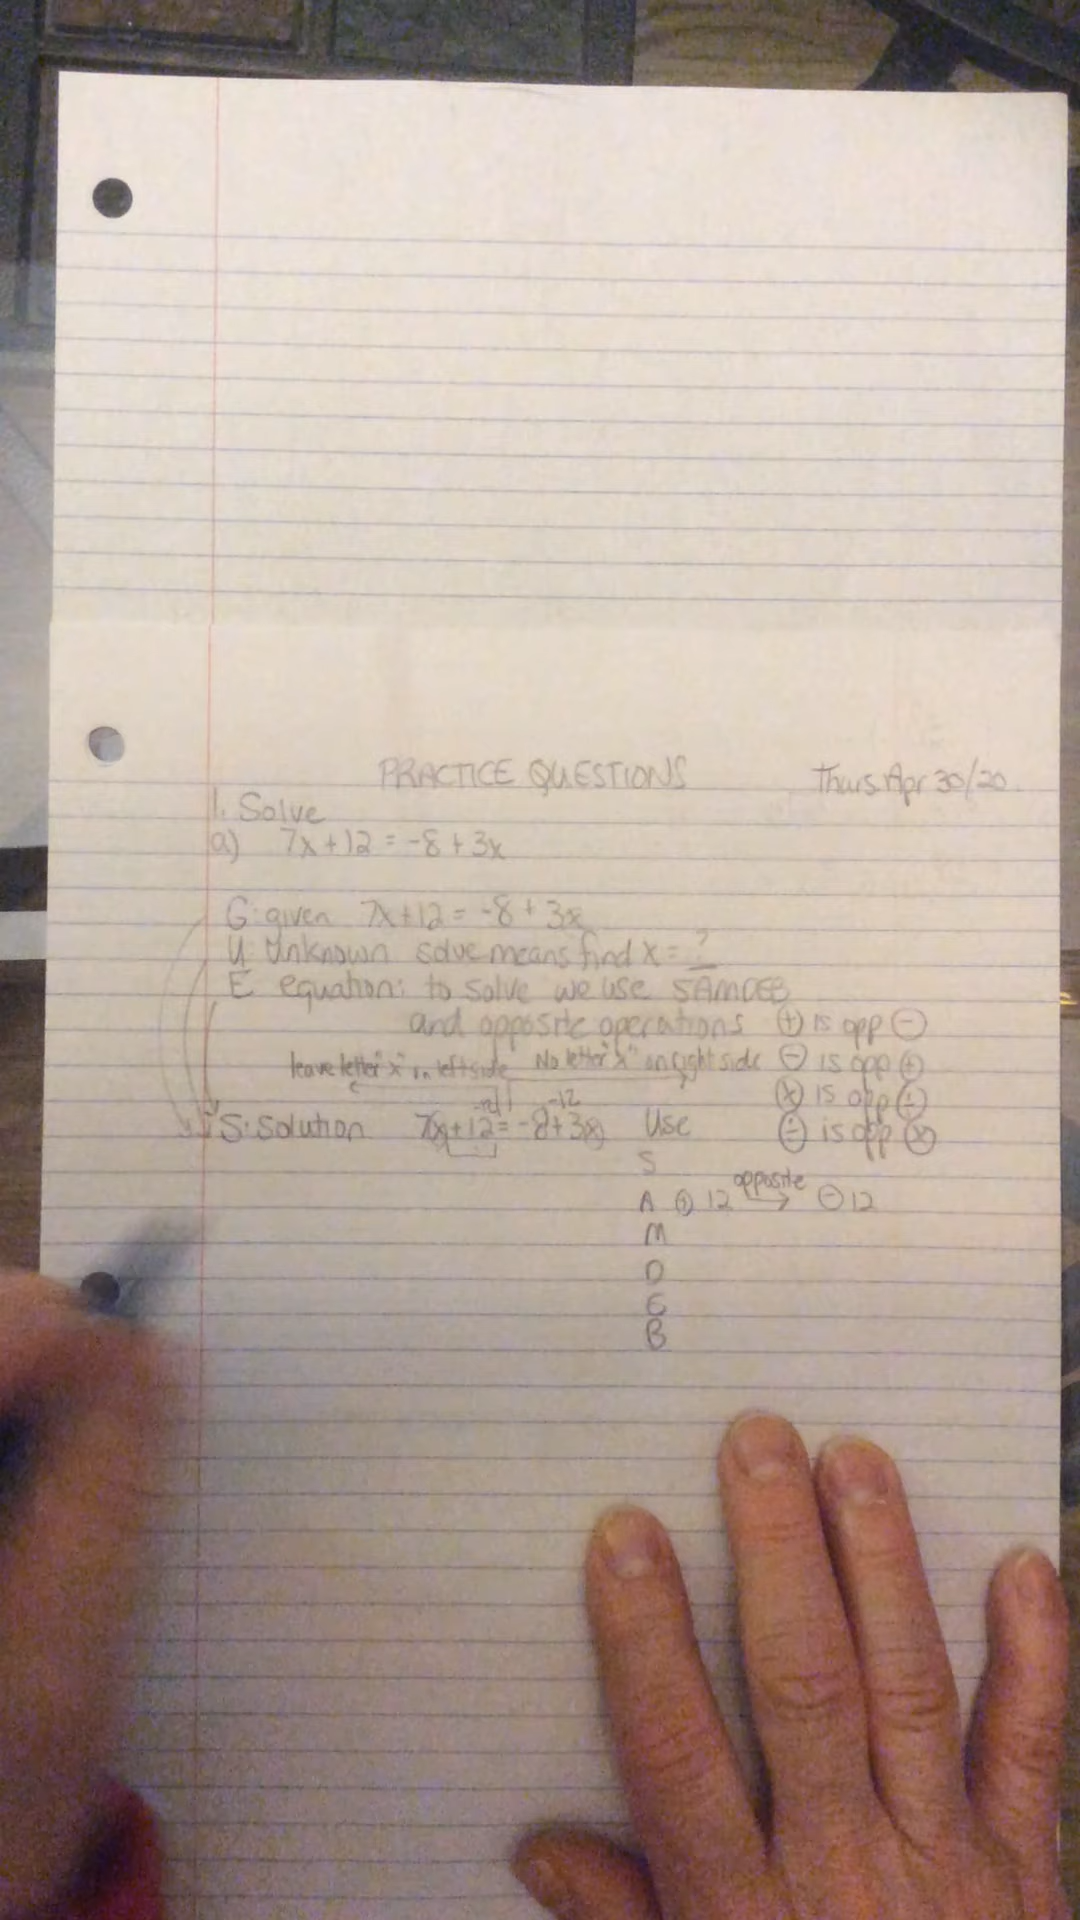 PRACTICE QUESTIONS Thurs Apr 30/20
1. Solve
a) 7x+12 = -8+3x
G: given 7x+12 = -8+3x
U: Unknown solve means find x = ?
E equation: to solve we use SAMDEB
and opposite operations + is opp -
leave letter "x" in left side No letter "x" on right side - is opp +
x is opp ÷
-12 -12
S: Solution 7x+12 = -8+3x Use ÷ is opp x
S
A + 12 opposite → - 12
M
D
E
B